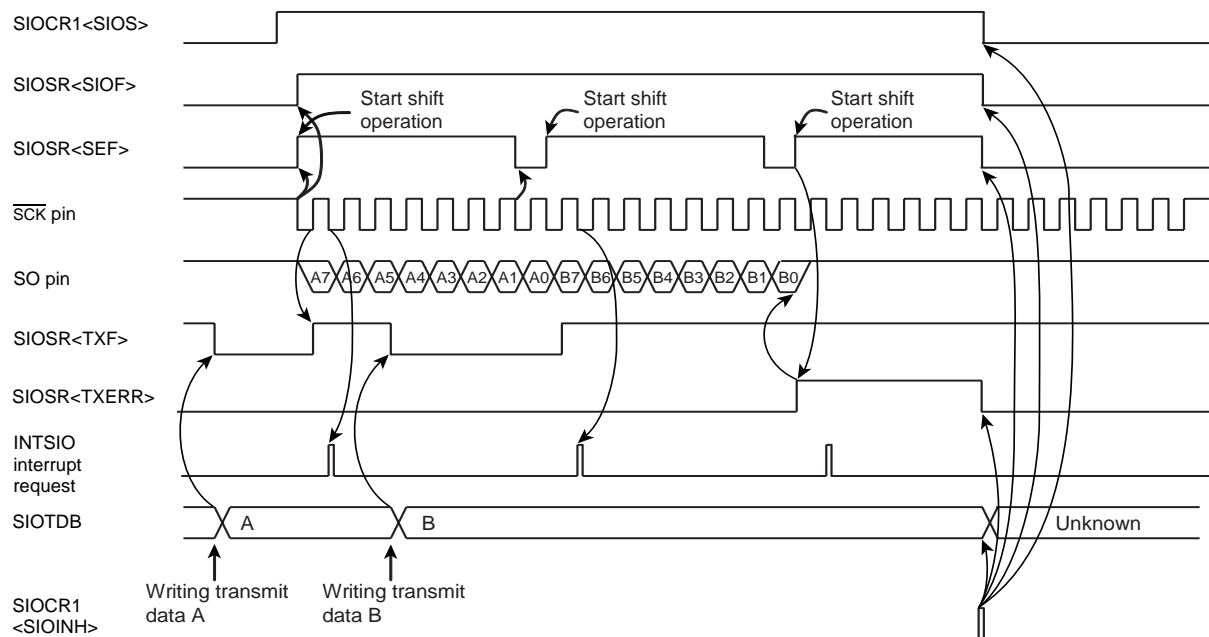 SIOCR1<SIOS>
SIOSR<SIOF>
Start shift
operation
Start shift
operation
Start shift
operation
SIOSR<SEF>
SCK pin
SO pin
A7 A6 A5 A4 A3 A2 A1 A0 B7 B6 B5 B4 B3 B2 B1 B0
SIOSR<TXF>
SIOSR<TXERR>
INTSIO
interrupt
request
SIOTDB
A
B
Unknown
Writing transmit
data A
Writing transmit
data B
SIOCR1
<SIOINH>